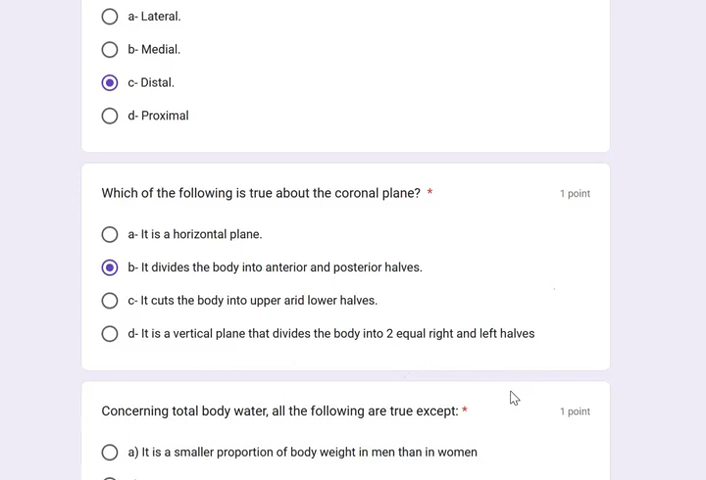 a- Lateral.
b- Medial.
c- Distal.
d- Proximal
Which of the following is true about the coronal plane? *
1 point
a- It is a horizontal plane.
b- It divides the body into anterior and posterior halves.
c- It cuts the body into upper arid lower halves.
d- It is a vertical plane that divides the body into 2 equal right and left halves
Concerning total body water, all the following are true except: *
1 point
a) It is a smaller proportion of body weight in men than in women